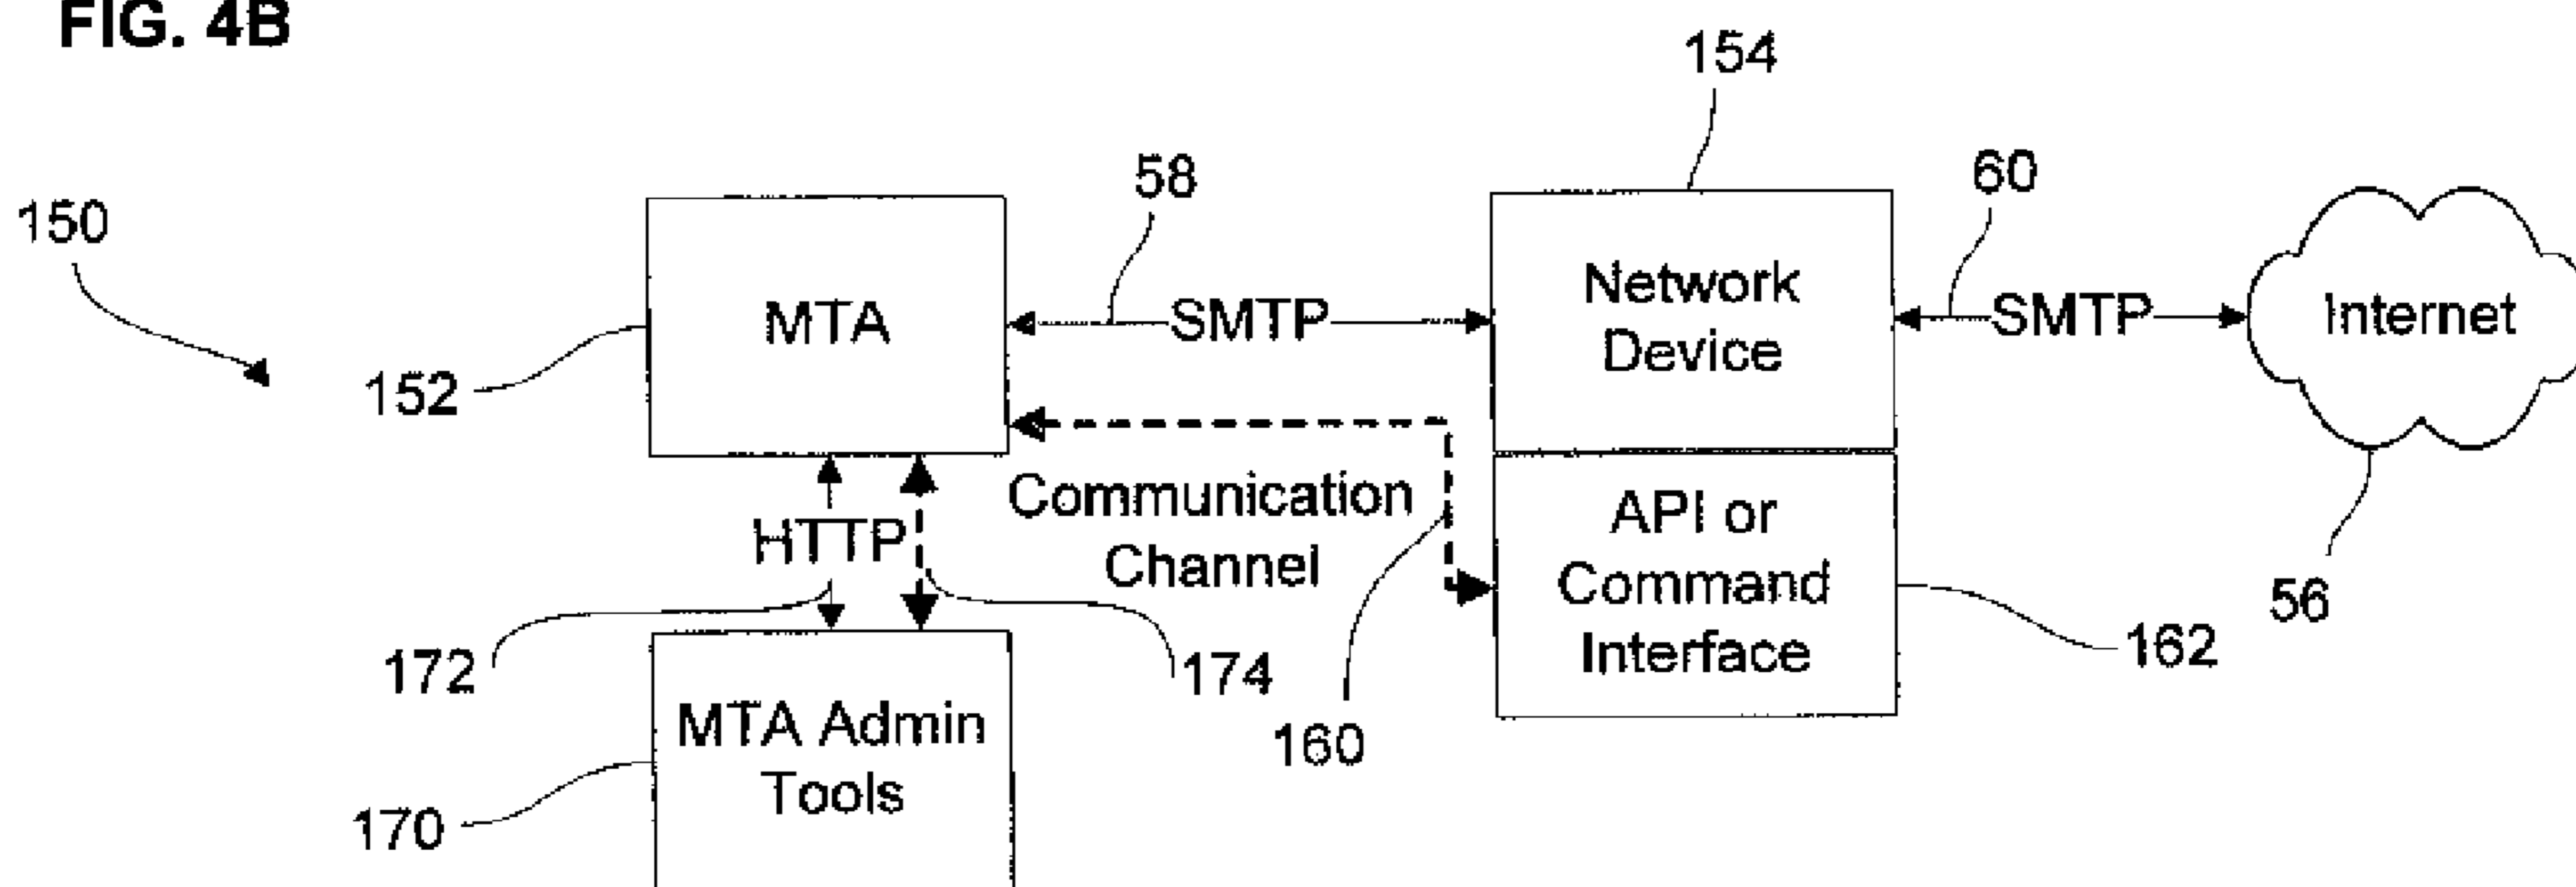 FIG. 4B
154
58
60
150
MTA
SMTP
Network
Device
SMTP
Internet
152
Communication
Channel
HTTP
API or
Command
Interface
56
162
172
174
160
MTA Admin
Tools
170